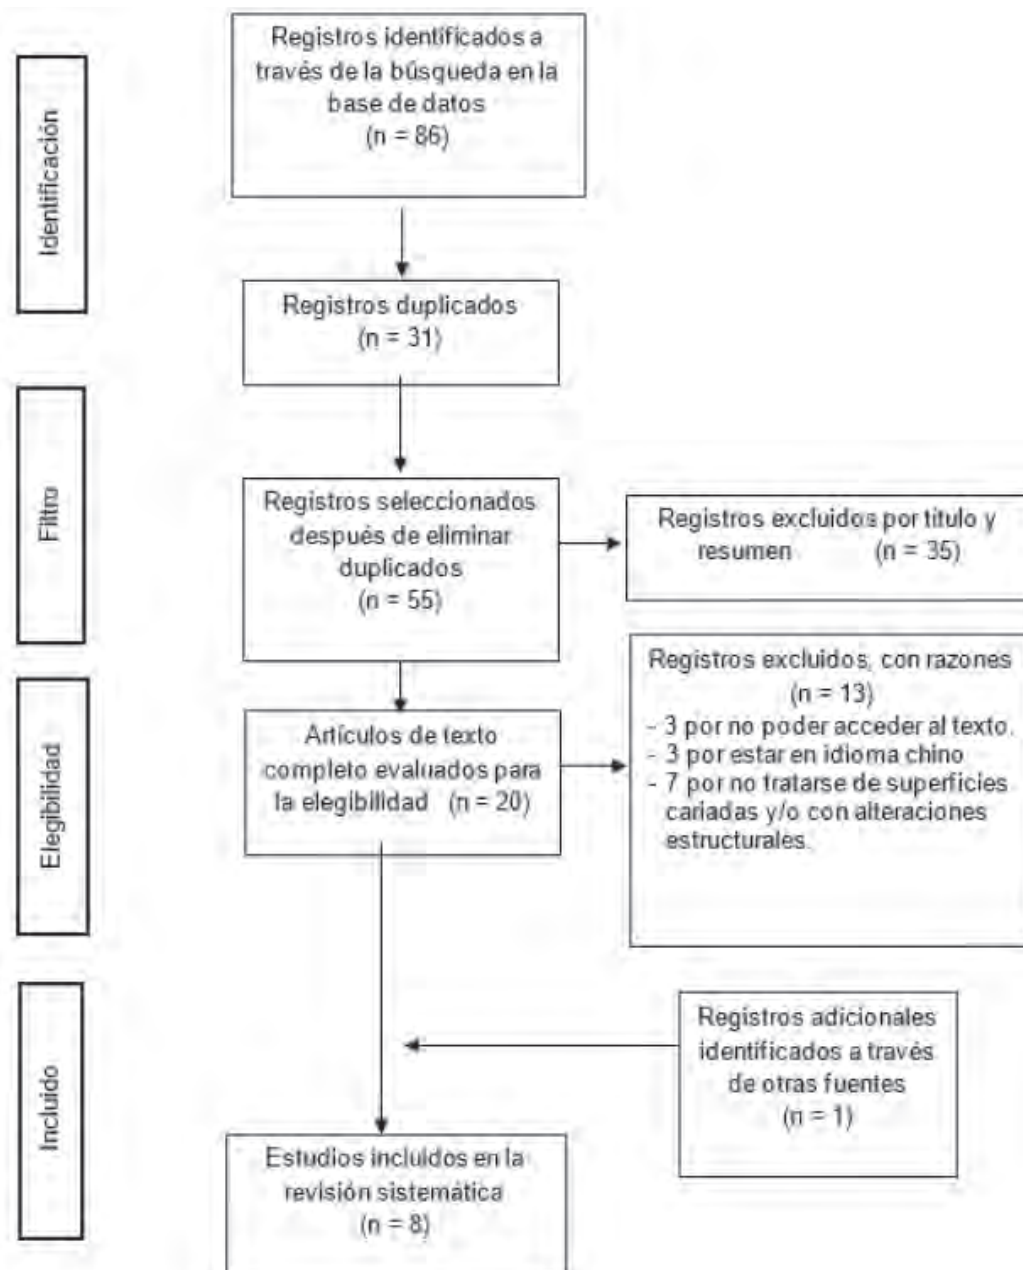 Identificación
Registros identificados a
través de la búsqueda en la
base de datos
(n = 86)
Registros duplicados
(n = 31)
Filtro
Registros seleccionados
después de eliminar
duplicados
(n = 55)
Registros excluidos por título y
resumen (n = 35)
Elegibilidad
Artículos de texto
completo evaluados para
la elegibilidad (n = 20)
Registros excluidos, con razones
(n = 13)
- 3 por no poder acceder al texto.
- 3 por estar en idioma chino
- 7 por no tratarse de superficies
cariadas y/o con alteraciones
estructurales.
Incluido
Registros adicionales
identificados a través
de otras fuentes
(n = 1)
Estudios incluidos en la
revisión sistemática
(n = 8)